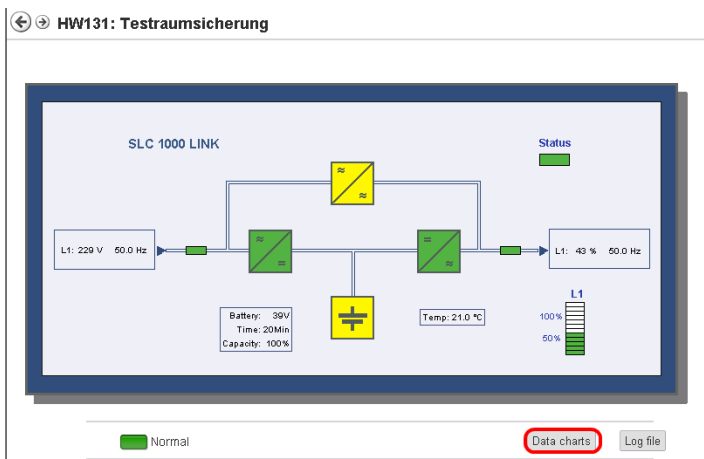 HW131: Testraumsicherung
SLC 1000 LINK
Status
≈
≈
L1: 229 V 50.0 Hz
≈
=
=
≈
L1: 43 % 50.0 Hz
Battery: 39V
Time: 20Min
Capacity: 100%
Temp: 21.0 ºC
L1
100%
50%
Normal
Data charts
Log file